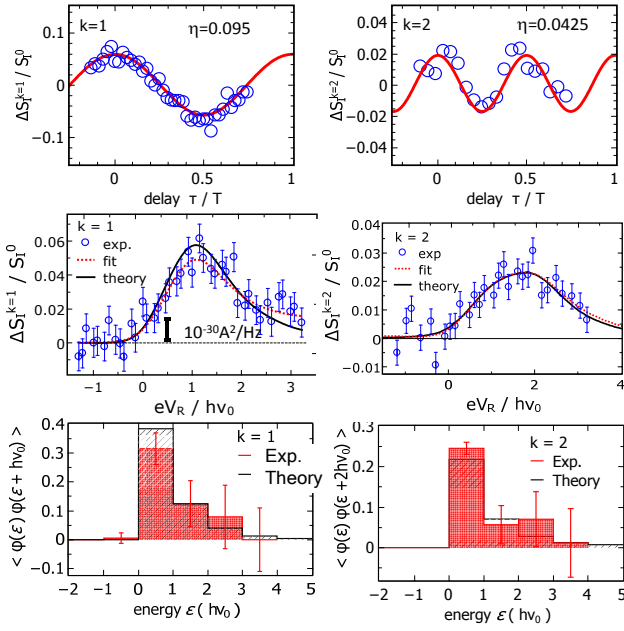 k=1 η=0.095
ΔS_I^{k=1} / S_I^0
0.1
0
−0.1
0 0.5 1
delay τ / T
k=2 η=0.0425
ΔS_I^{k=2} / S_I^0
0.04
0.02
0.00
-0.02
-0.04
0 0.5 1
delay τ / T
k = 1
exp.
fit
theory
ΔS_I^{k=1} / S_I^0
0.06
0.04
0.02
0
10^{-30}A^2/Hz
−1 0 1 2 3
eV_R / hν_0
k = 2
exp
fit
theory
ΔS_I^{k=2} / S_I^0
0.04
0.03
0.02
0.01
0.00
−0.01
0 2 4
eV_R / hν_0
k = 1
Exp.
Theory
< φ(ε) φ(ε+hν_0) >
0.4
0.3
0.2
0.1
0
−0.1
−2 −1 0 1 2 3 4 5
energy ε( hν_0)
k = 2
Exp.
Theory
< φ(ε) φ(ε+2hν_0) >
0.3
0.2
0.1
0
−2 −1 0 1 2 3 4 5
energy ε( hν_0)